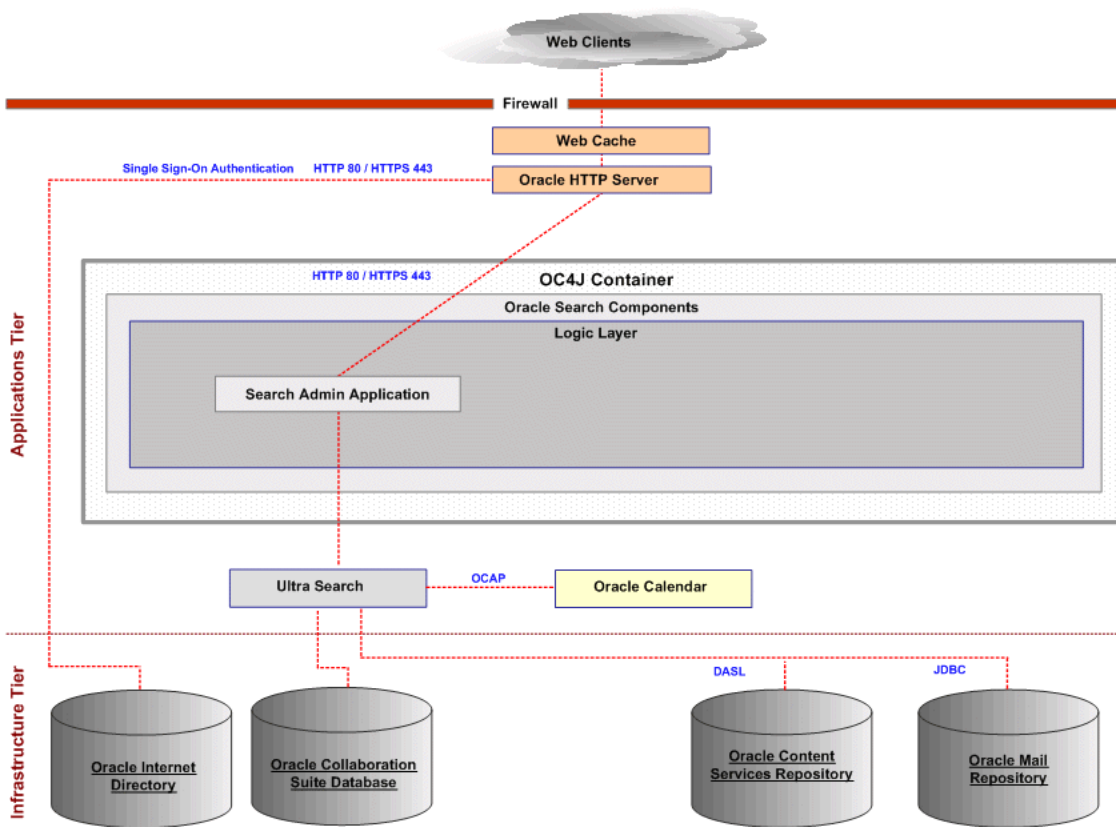 Web Clients
Firewall
Web Cache
Single Sign-On Authentication
HTTP 80 / HTTPS 443
Oracle HTTP Server
HTTP 80 / HTTPS 443
OC4J Container
Oracle Search Components
Logic Layer
Search Admin Application
Applications Tier
Ultra Search
OCAP
Oracle Calendar
DASL
JDBC
Infrastructure Tier
Oracle Internet
Directory
Oracle Collaboration
Suite Database
Oracle Content
Services Repository
Oracle Mail
Repository